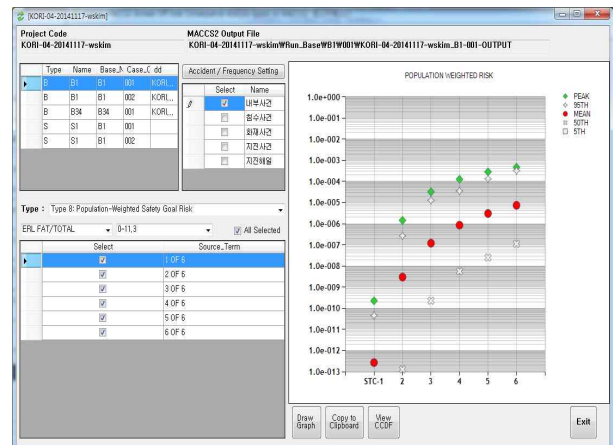 [KORI-04-20141117-wskim]
Project Code
KORI-04-20141117-wskim
MACCS2 Output File
KORI-04-20141117-wskim₩Run_Base₩B1₩001₩KORI-04-20141117-wskim_B1-001-OUTPUT
Type Name Base_N Case_C dd
B B1 B1 001 KORI...
B B1 B1 002 KORI...
B B34 B34 001 KORI...
S S1 B1 001
S S1 B1 002
Accident / Frequency Setting
Select Name
내부사건
침수사건
화재사건
지진사건
지진해일
Type : Type 8: Population-Weighted Safety Goal Risk
ERL FAT/TOTAL 0-11,3 All Selected
Select Source_Term
1 OF 6
2 OF 6
3 OF 6
4 OF 6
5 OF 6
6 OF 6
POPULATION WEIGHTED RISK
1.0e+000
1.0e-001
1.0e-002
1.0e-003
1.0e-004
1.0e-005
1.0e-006
1.0e-007
1.0e-008
1.0e-009
1.0e-010
1.0e-011
1.0e-012
1.0e-013
STC-1 2 3 4 5 6
PEAK
95TH
MEAN
50TH
5TH
Draw Graph
Copy to Clipboard
View CCDF
Exit